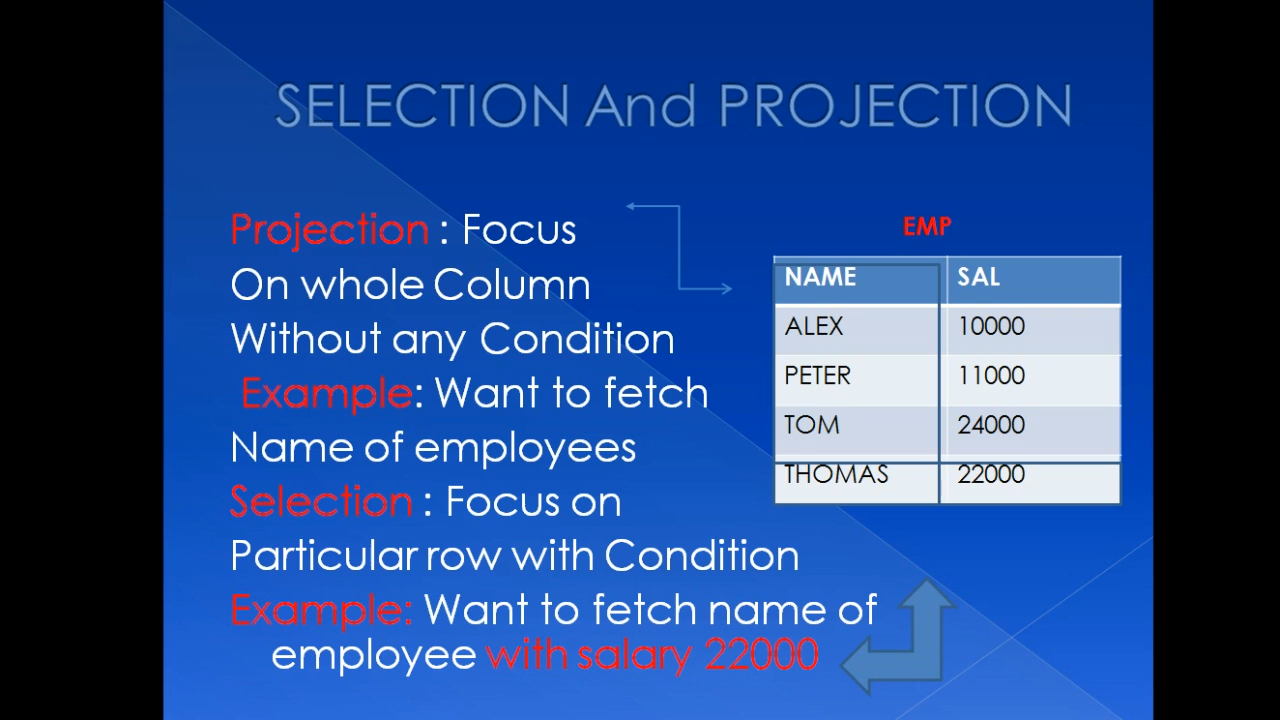 SELECTION And PROJECTION
Projection : Focus
On whole Column
Without any Condition
Example: Want to fetch
Name of employees
Selection : Focus on
Particular row with Condition
Example: Want to fetch name of
employee with salary 22000
EMP
NAME SAL
ALEX 10000
PETER 11000
TOM 24000
THOMAS 22000